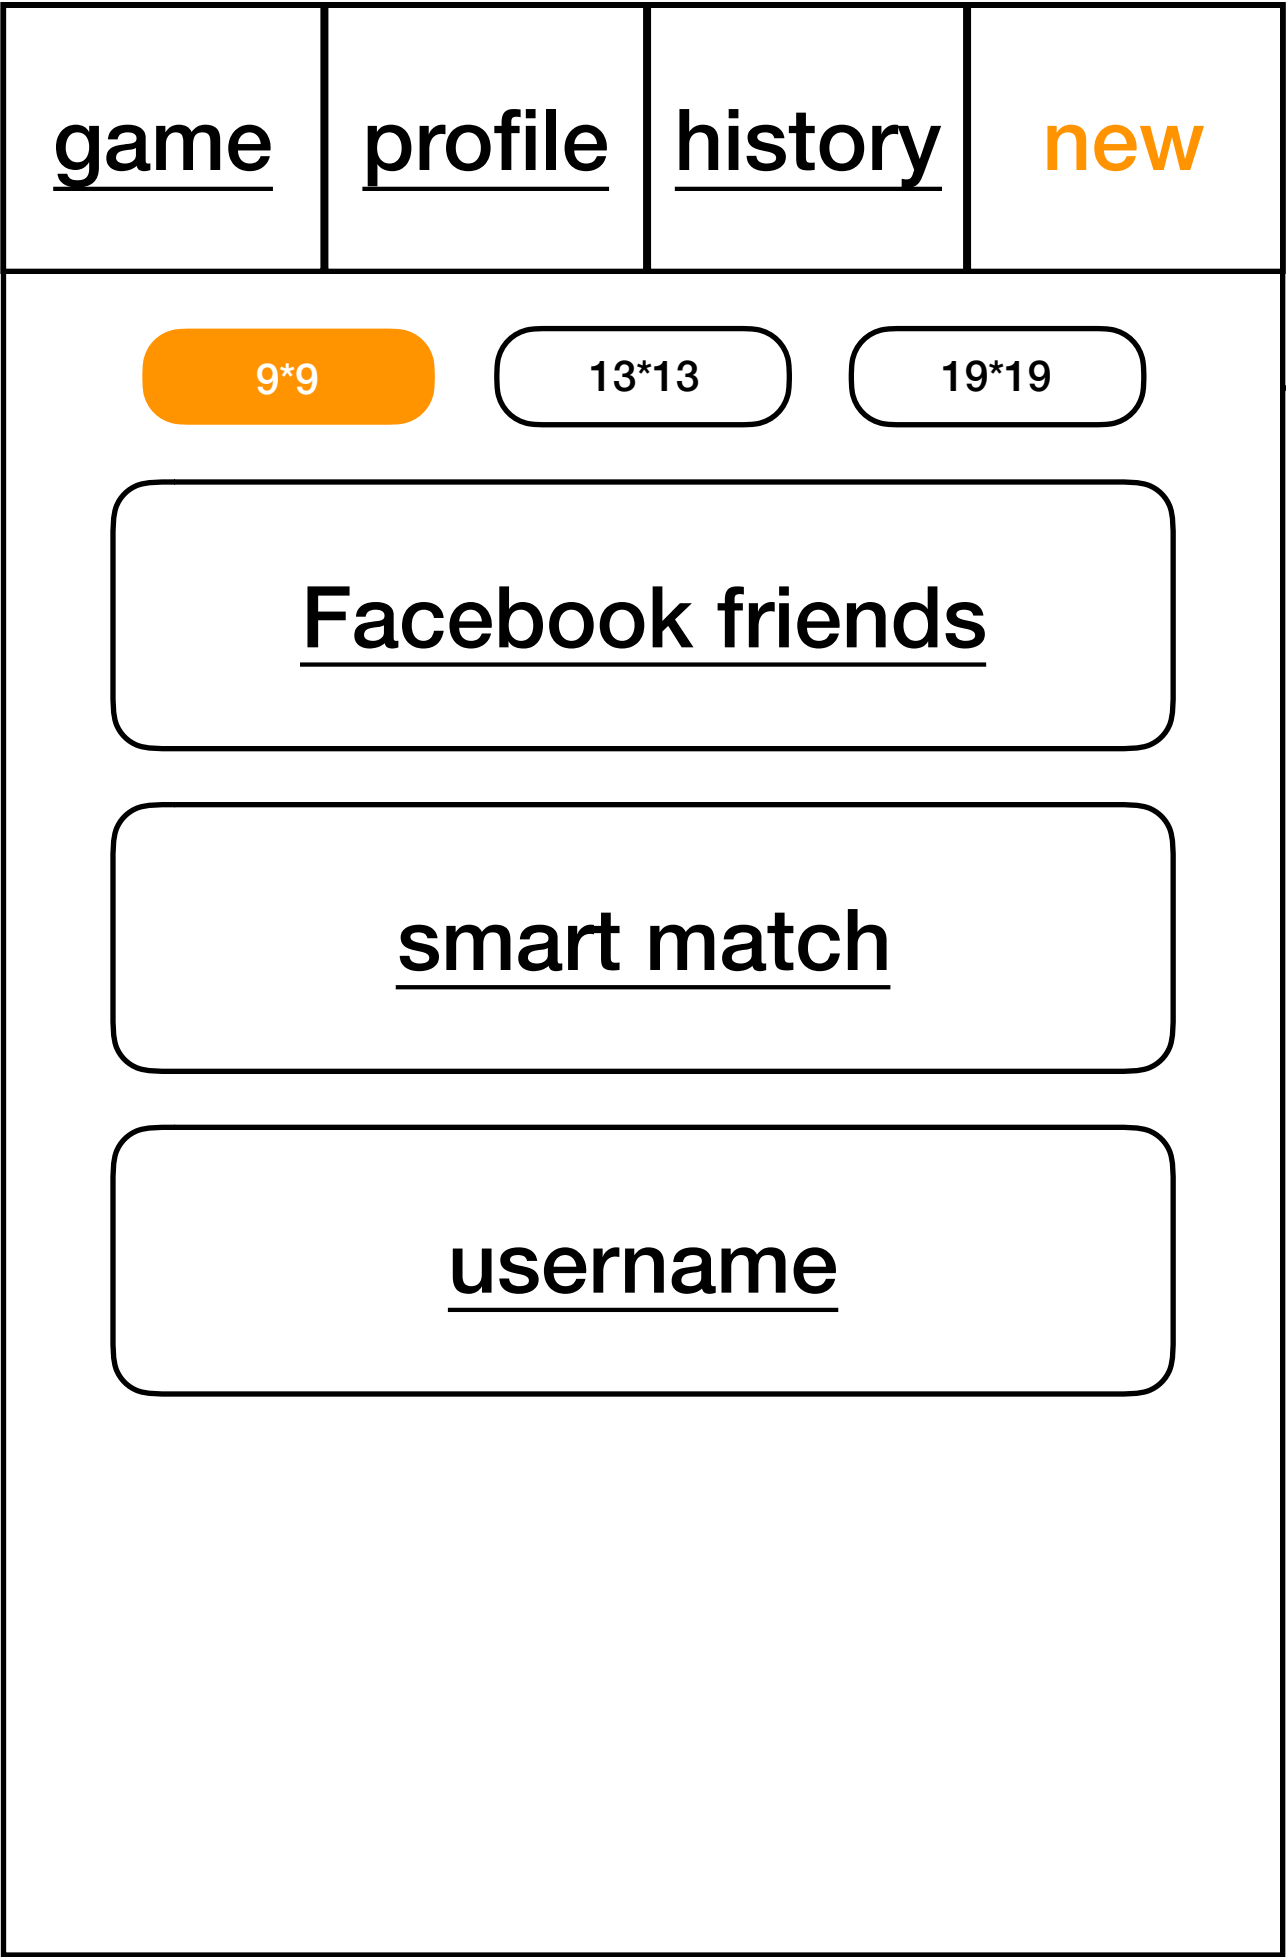 game profile history new
9*9 13*13 19*19
Facebook friends
smart match
username